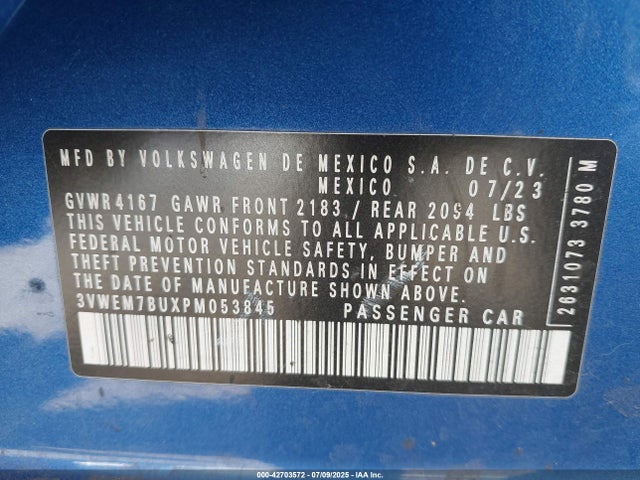 MFD BY VOLKSWAGEN DE MEXICO S.A. DE C.V.
MEXICO 07/23
GVWR 4167 GAWR FRONT 2183 / REAR 2094 LBS
THIS VEHICLE CONFORMS TO ALL APPLICABLE U.S.
FEDERAL MOTOR VEHICLE SAFETY, BUMPER AND
THEFT PREVENTION STANDARDS IN EFFECT ON
THE DATE OF MANUFACTURE SHOWN ABOVE.
3VWEM7BUXPM053845 PASSENGER CAR
2631073 3780 M
000-42703572 - 07/09/2025 - IAA Inc.